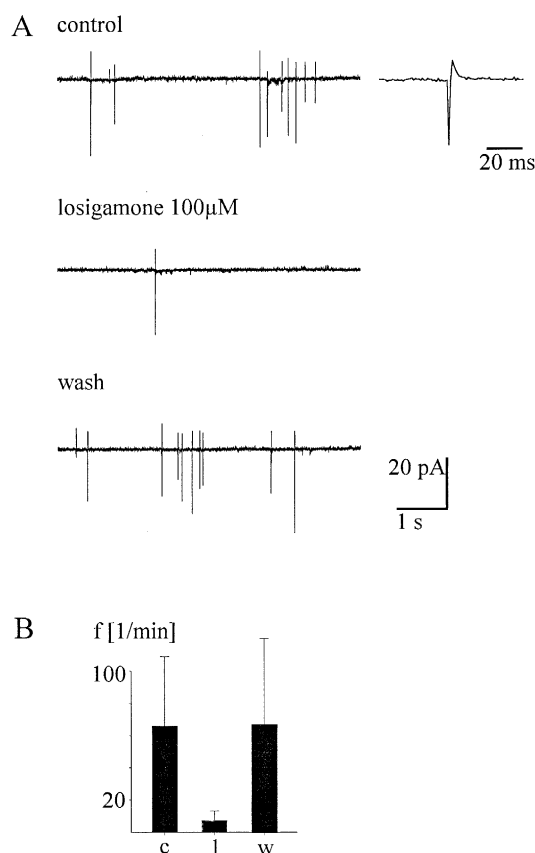 A
control
20 ms
losigamone 100µM
wash
20 pA
1 s
B
f [1/min]
100
20
c l w